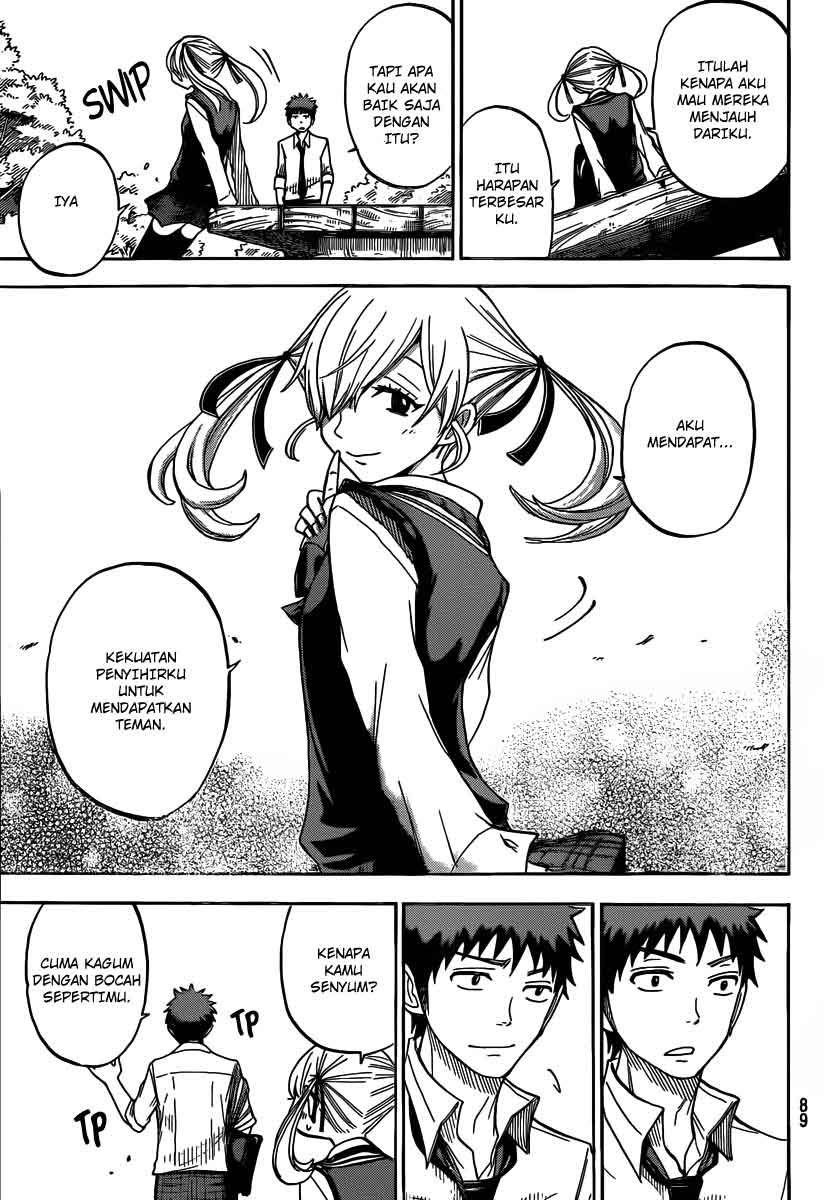 ITULAH
KENAPA AKU
MAU MEREKA
MENJAUH
DARIKU.
ITU
HARAPAN
TERBESAR
KU.
TAPI APA
KAU AKAN
BAIK SAJA
DENGAN
ITU?
SWIP
IYA
AKU
MENDAPAT...
KEKUATAN
PENYIHIRKU
UNTUK
MENDAPATKAN
TEMAN.
KENAPA
KAMU
SENYUM?
CUMA KAGUM
DENGAN BOCAH
SEPERTIMU.
TP
TP
89